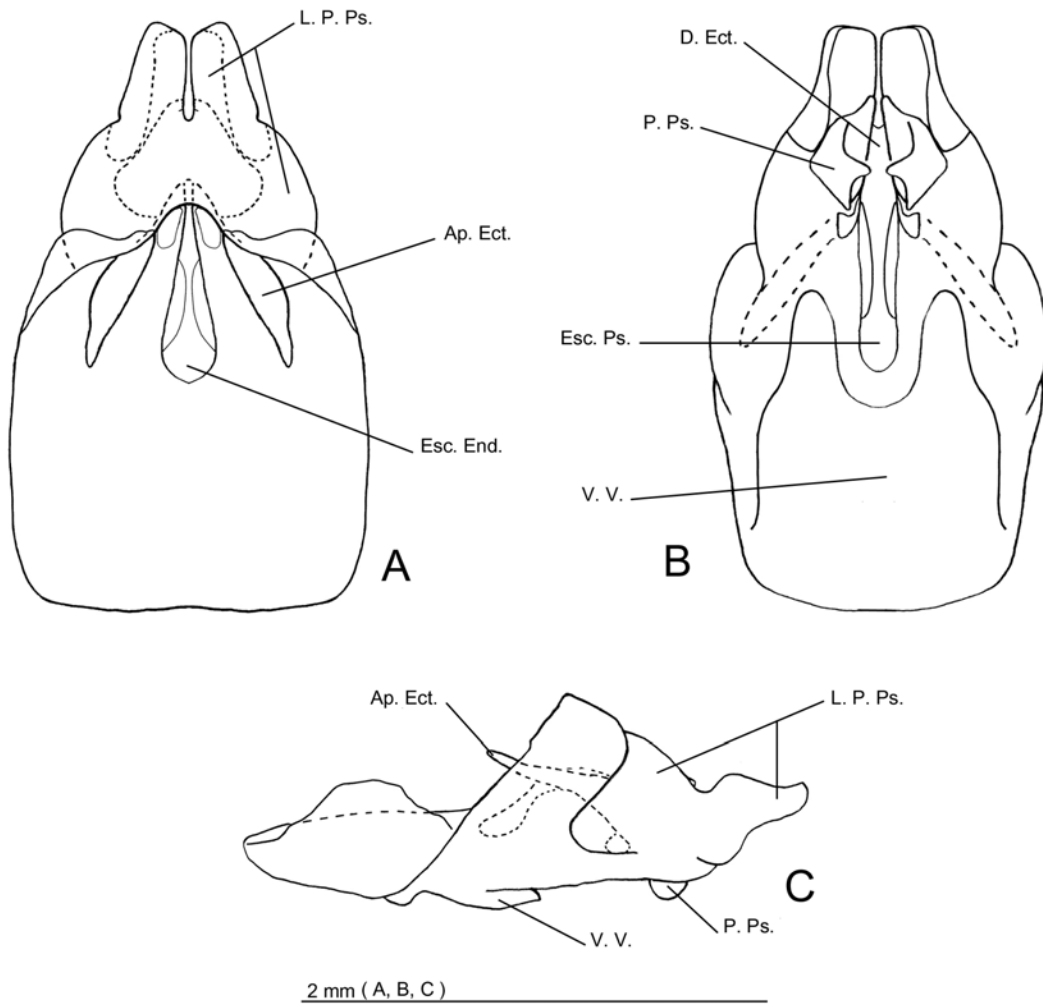 L. P. Ps.
Ap. Ect.
Esc. End.
A
D. Ect.
P. Ps.
Esc. Ps.
V. V.
B
Ap. Ect.
L. P. Ps.
V. V.
P. Ps.
C
2 mm ( A, B, C )